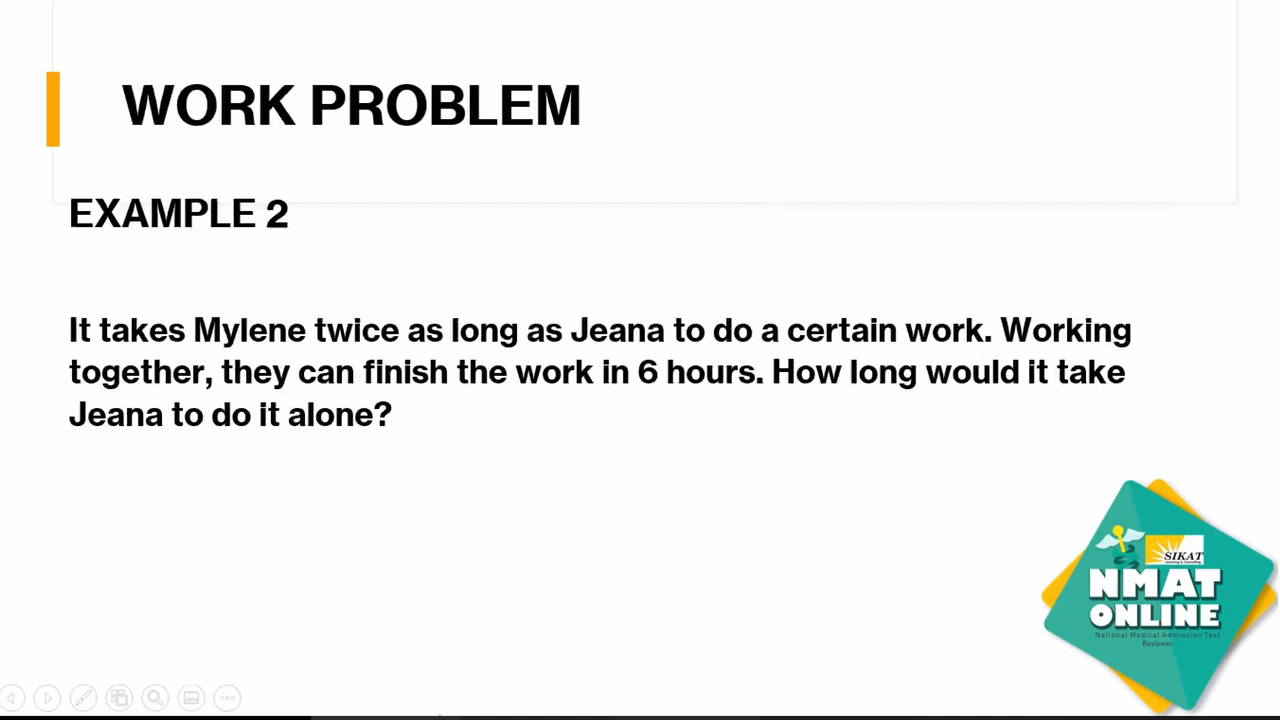 WORK PROBLEM
EXAMPLE 2
It takes Mylene twice as long as Jeana to do a certain work. Working
together, they can finish the work in 6 hours. How long would it take
Jeana to do it alone?
SIKAT
NMAT
ONLINE
National Medical Admission Test
Reviewer